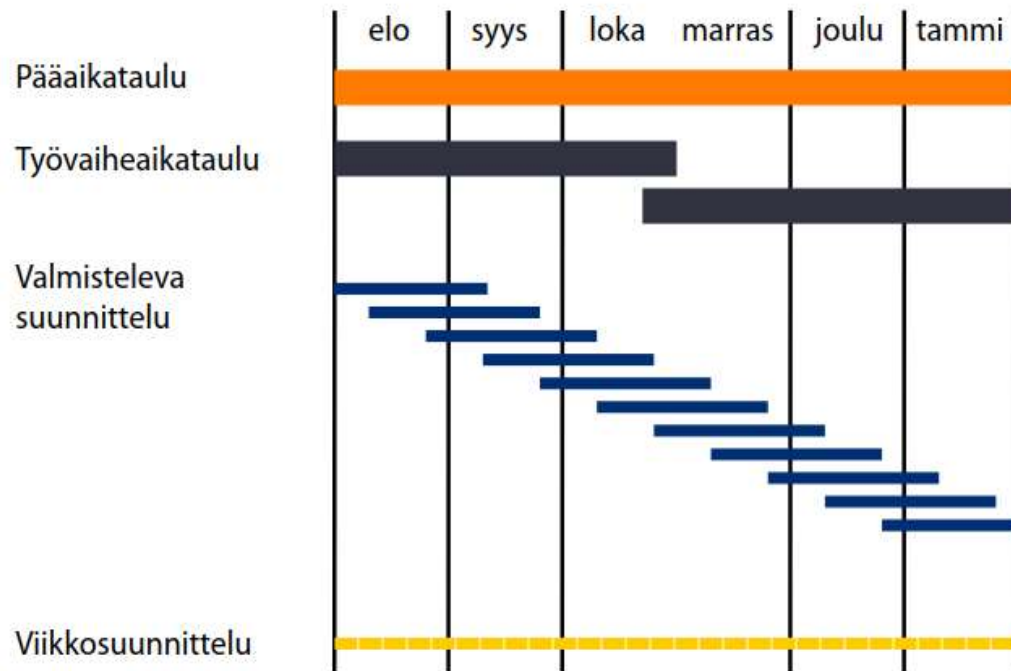 elo syys loka marras joulu tammi
Pääaikataulu
Työvaiheaikataulu
Valmisteleva
suunnittelu
Viikkosuunnittelu